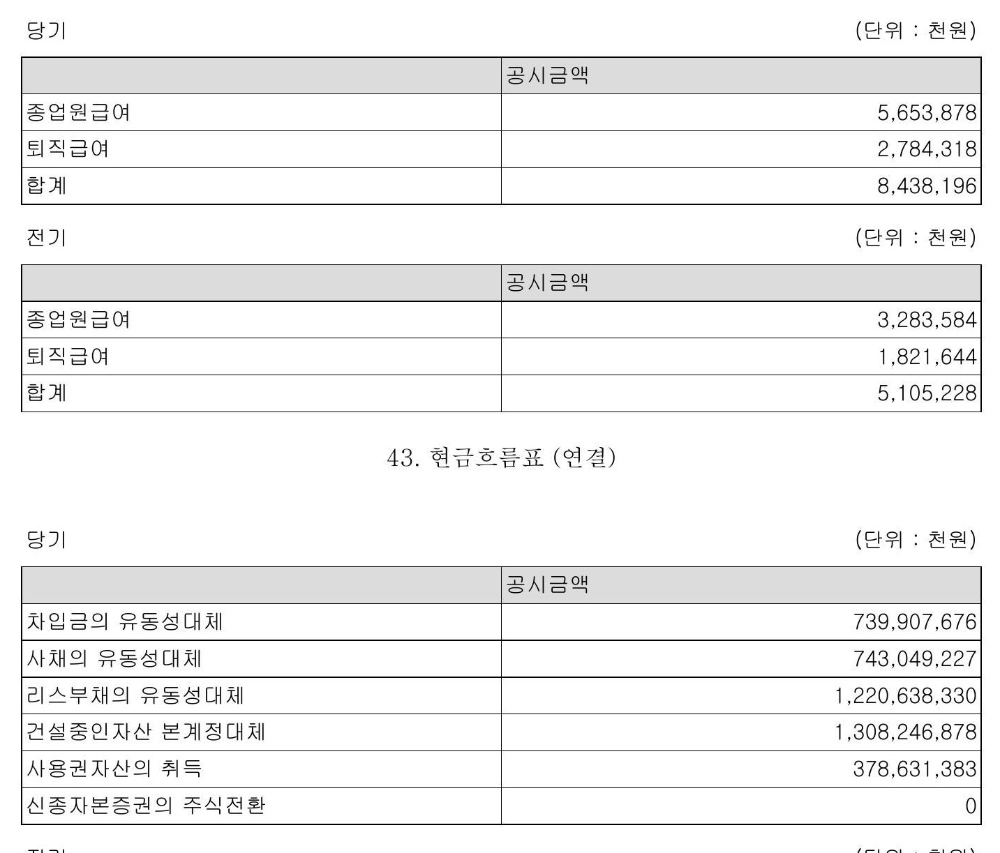 당기 (단위 : 천원)
공시금액
종업원급여 5,653,878
퇴직급여 2,784,318
합계 8,438,196
전기 (단위 : 천원)
공시금액
종업원급여 3,283,584
퇴직급여 1,821,644
합계 5,105,228
43. 현금흐름표 (연결)
당기 (단위 : 천원)
공시금액
차입금의 유동성대체 739,907,676
사채의 유동성대체 743,049,227
리스부채의 유동성대체 1,220,638,330
건설중인자산 본계정대체 1,308,246,878
사용권자산의 취득 378,631,383
신종자본증권의 주식전환 0